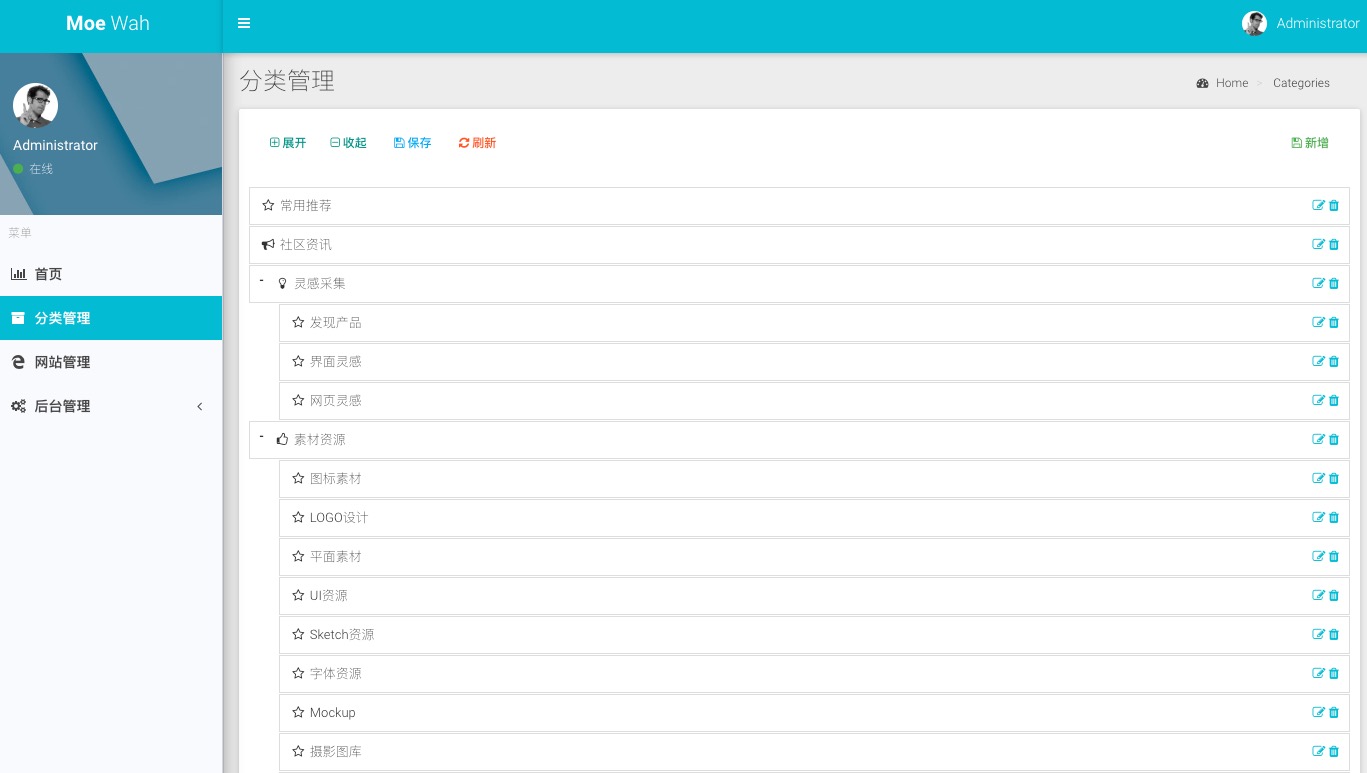 Moe Wah
Administrator
Administrator
在线
菜单
首页
分类管理
网站管理
后台管理
分类管理
Home > Categories
展开 收起 保存 刷新 新增
常用推荐
社区资讯
- 灵感采集
发现产品
界面灵感
网页灵感
- 素材资源
图标素材
LOGO设计
平面素材
UI资源
Sketch资源
字体资源
Mockup
摄影图库